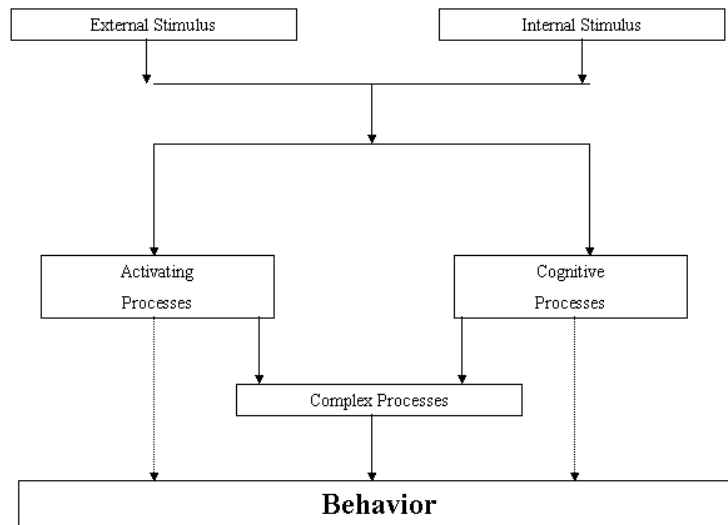 External Stimulus
Internal Stimulus
Activating
Processes
Cognitive
Processes
Complex Processes
Behavior